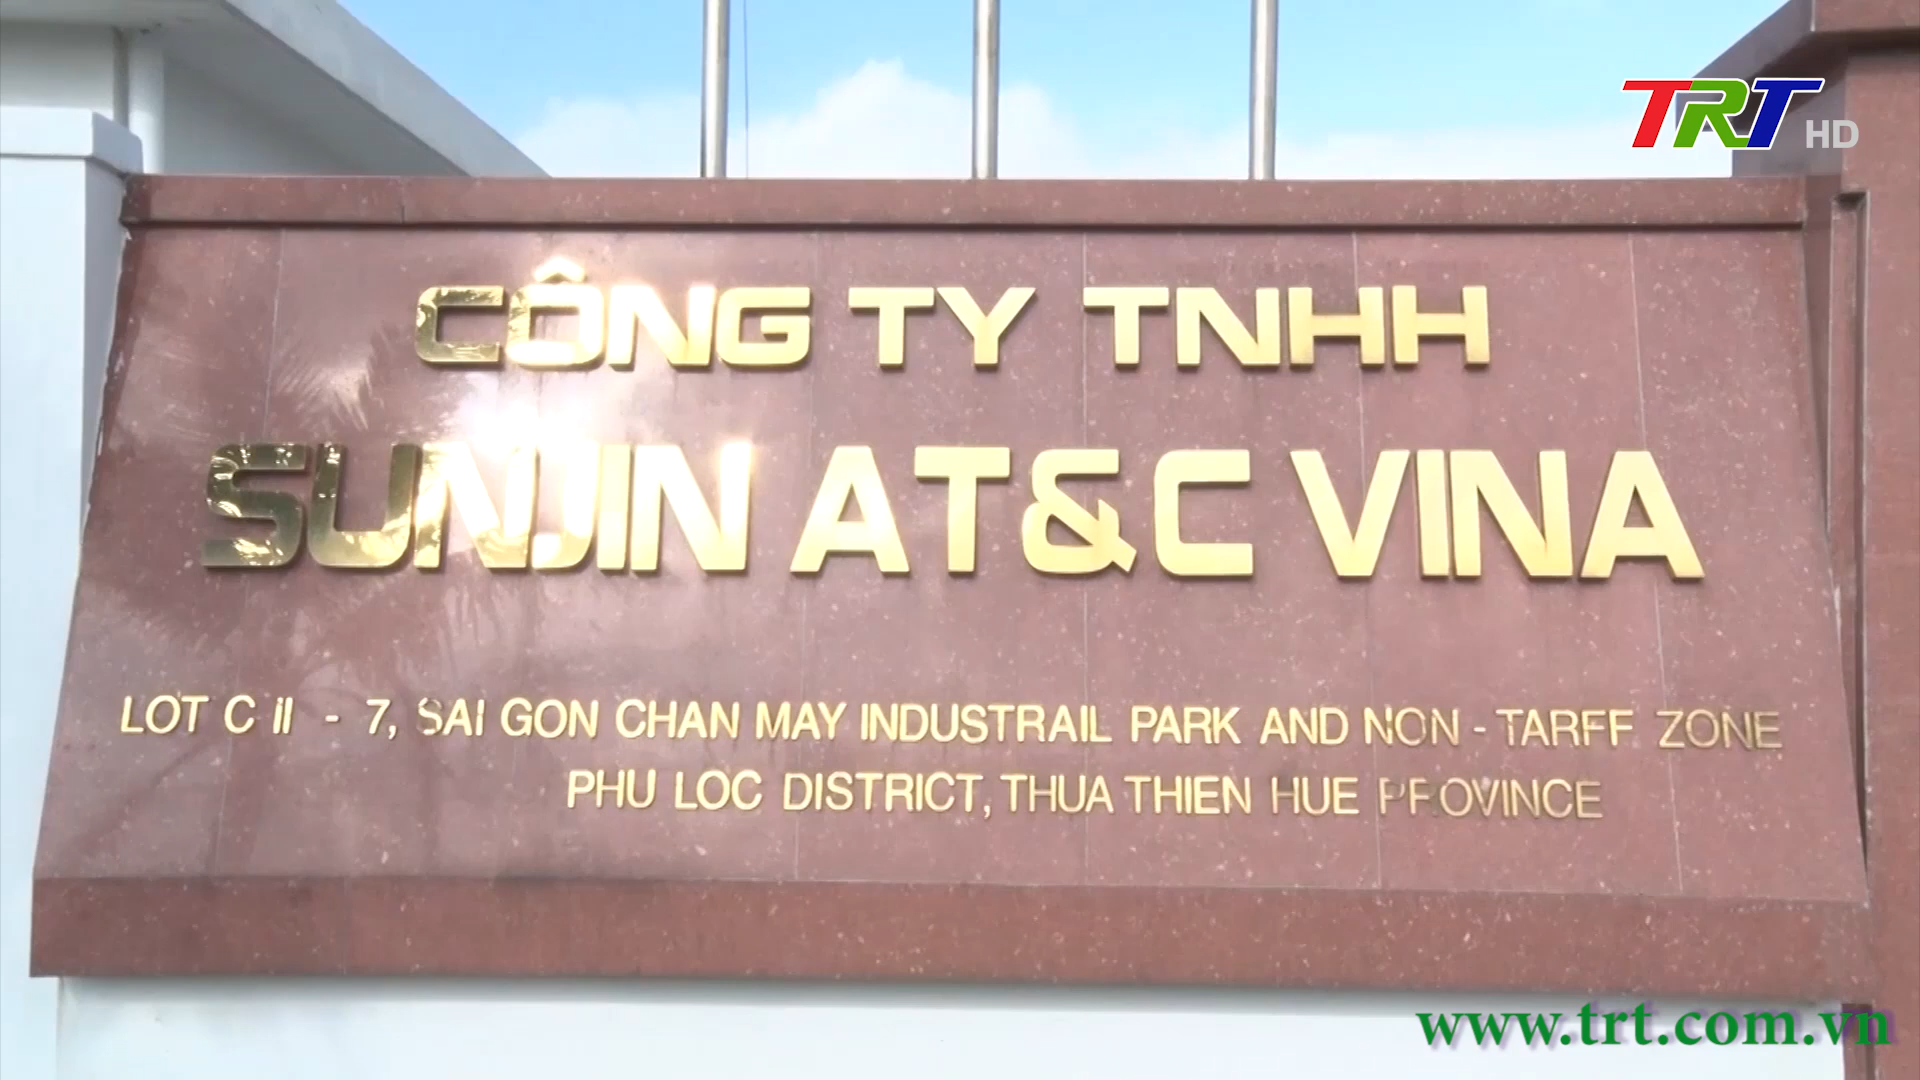 TRT HD
CÔNG TY TNHH
SUNJIN AT&C VINA
LOT C II - 7, SAI GON CHAN MAY INDUSTRAIL PARK AND NON - TARFF ZONE
PHU LOC DISTRICT, THUA THIEN HUE PROVINCE
www.trt.com.vn